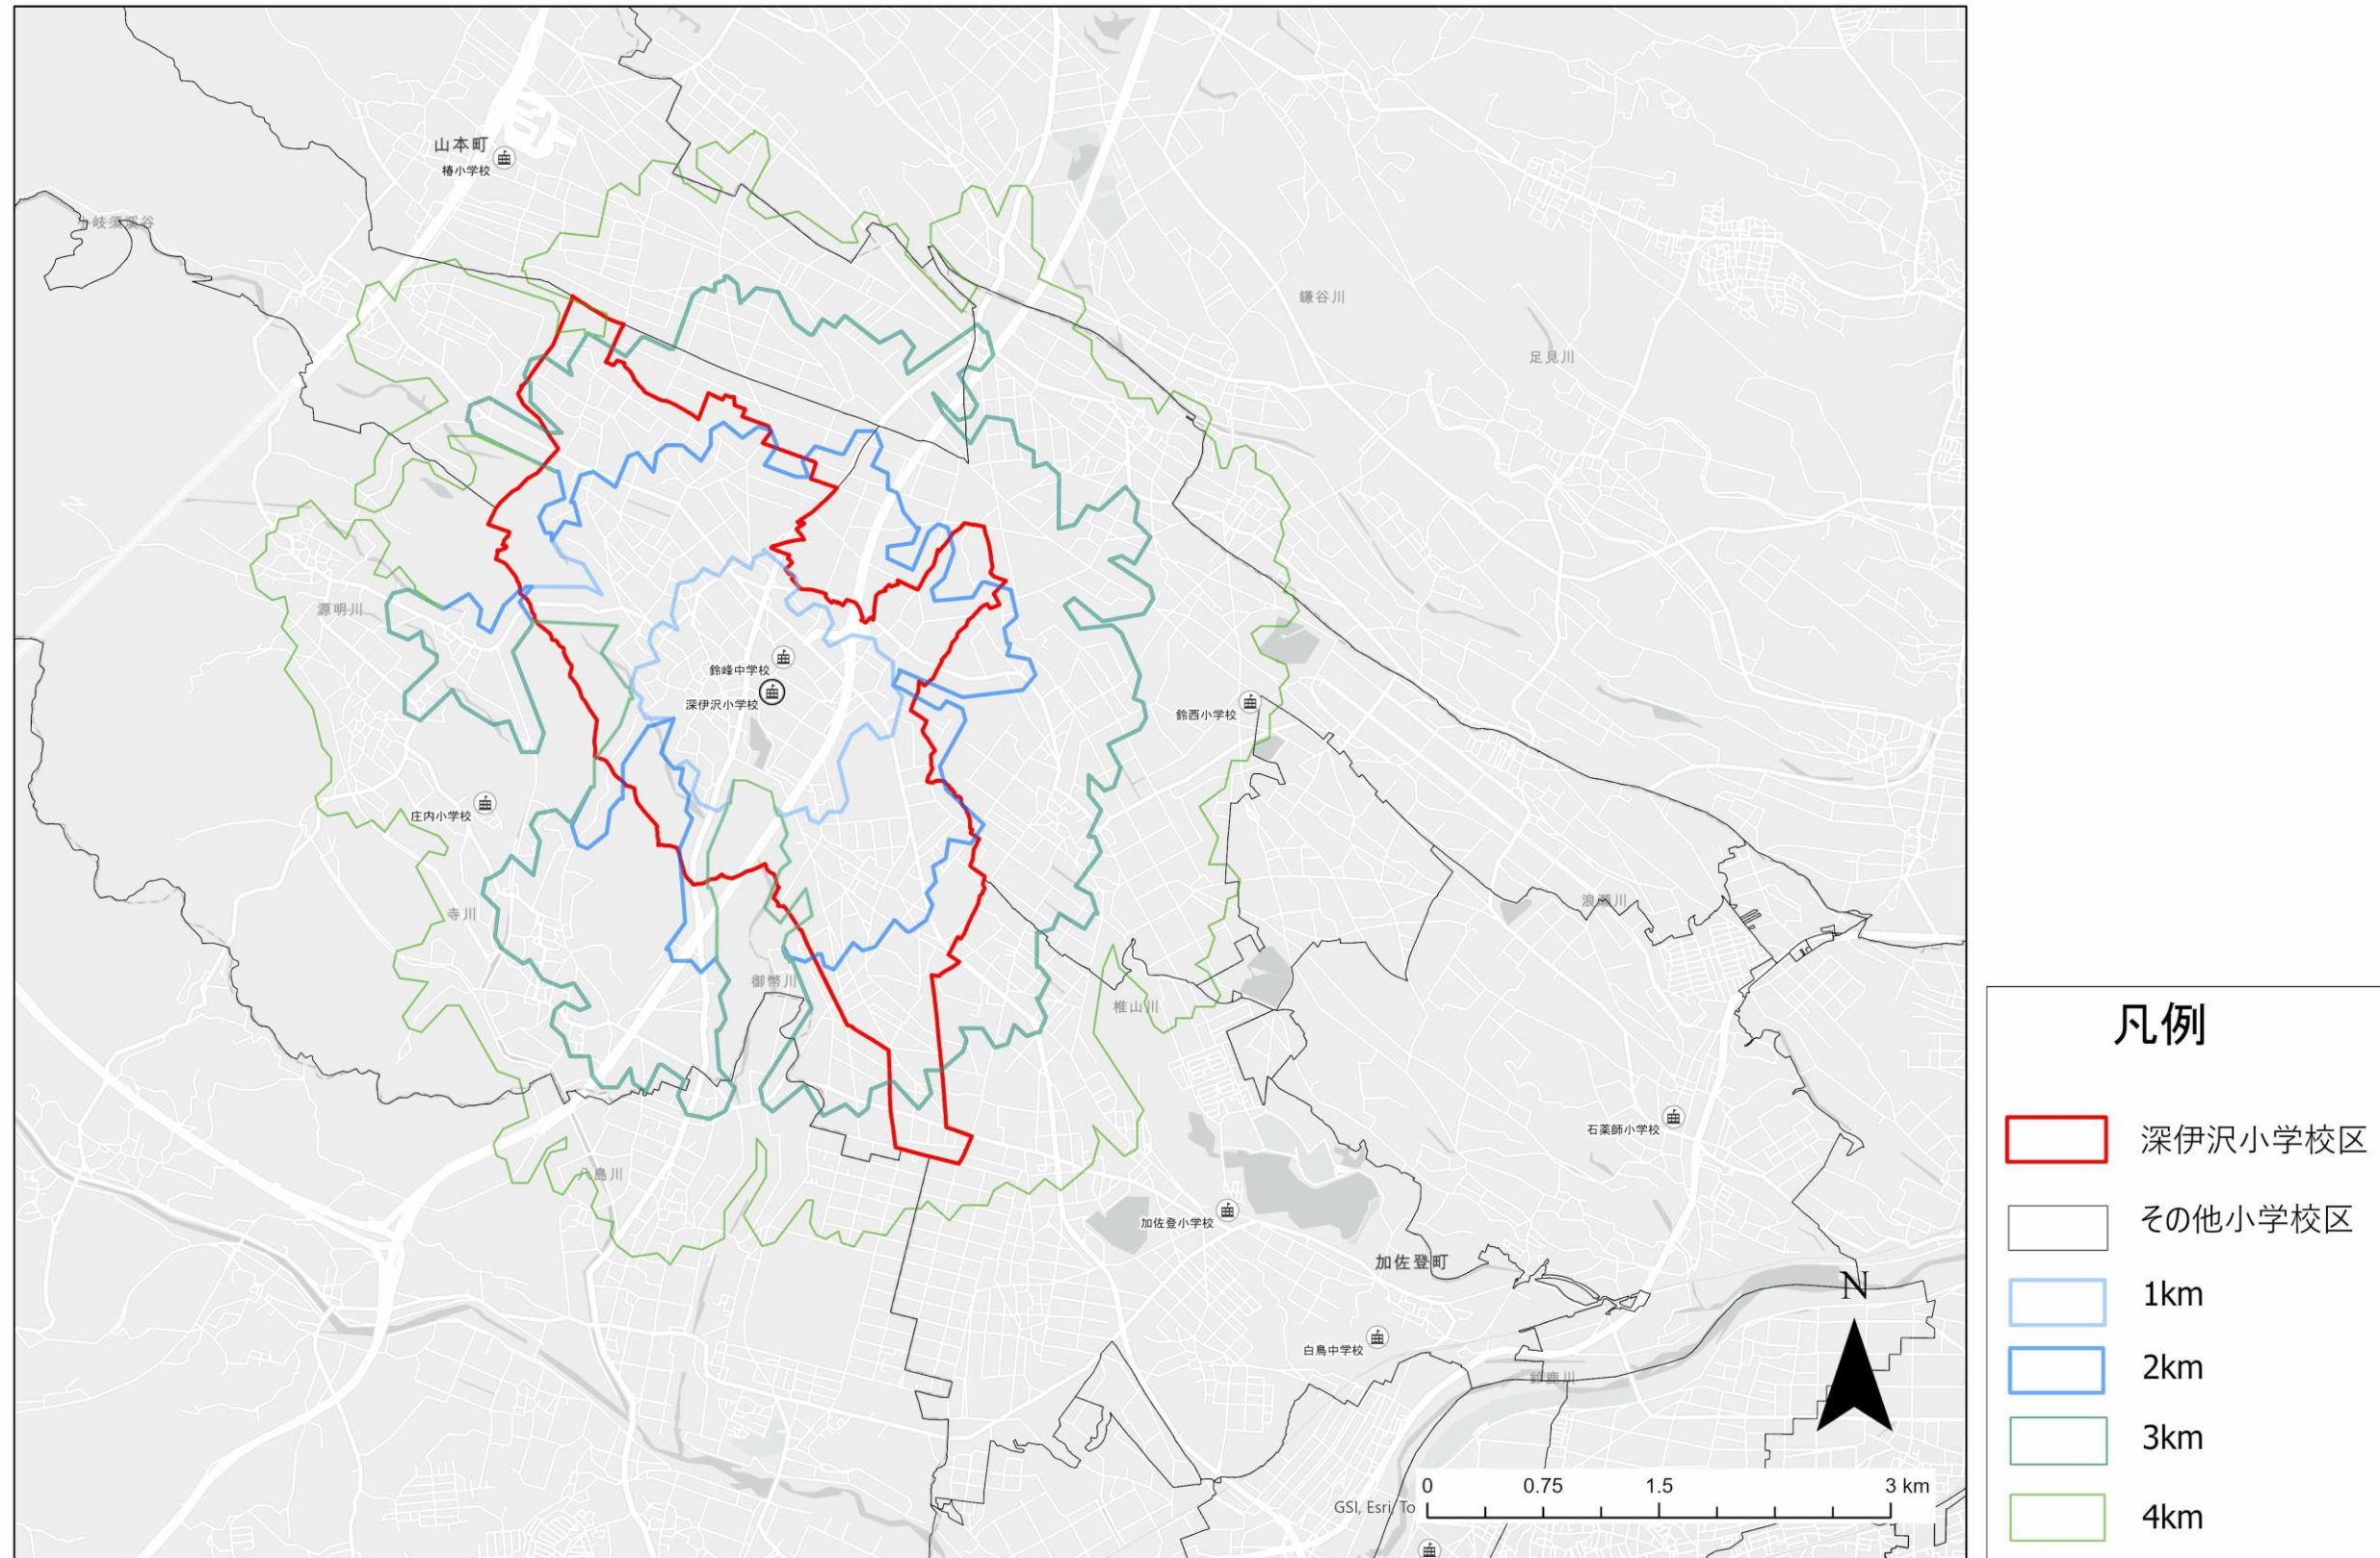 山本町
椿小学校
小岐須溪谷
鎌谷川
足見川
源明川
鈴峰中学校
深伊沢小学校
鈴西小学校
庄内小学校
寺川
浪瀬川
御幣川
椎山川
石薬師小学校
八島川
加佐登小学校
加佐登町
白鳥中学校
鈴鹿川
N
0 0.75 1.5 3 km
GSI, Esri, To
凡例
深伊沢小学校区
その他小学校区
1km
2km
3km
4km